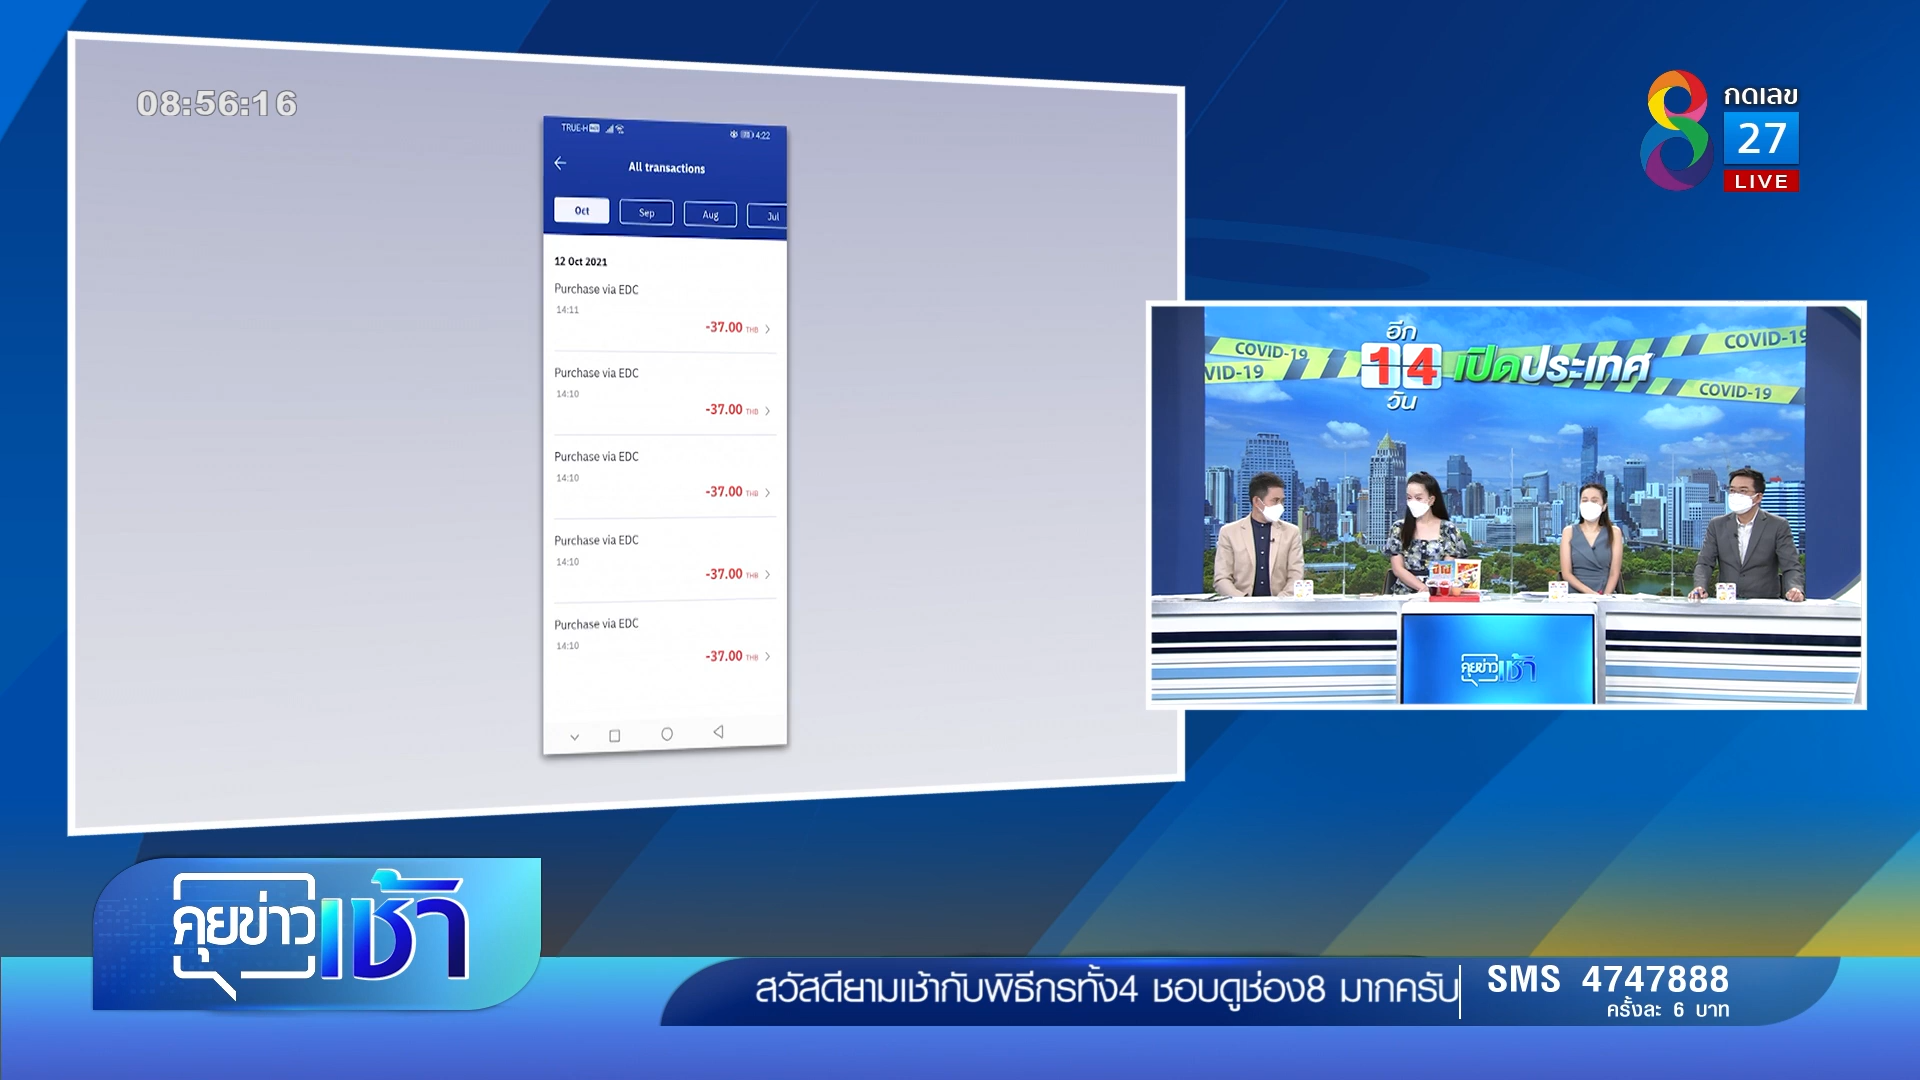 08:56:16
กดเลข
27
LIVE
TRUE-H
4:22
All transactions
Oct
Sep
Aug
Jul
12 Oct 2021
Purchase via EDC
14:11
-37.00 THB
Purchase via EDC
14:10
-37.00 THB
Purchase via EDC
14:10
-37.00 THB
Purchase via EDC
14:10
-37.00 THB
Purchase via EDC
14:10
-37.00 THB
อีก
14 เปิดประเทศ
วัน
COVID-19
VID-19
COVID-19
COVID-19
คุยข่าวเช้า
คุยข่าวเช้า
สวัสดียามเช้ากับพิธีกรทั้ง4 ชอบดูช่อง8 มากครับ
SMS 4747888
ครั้งละ 6 บาท